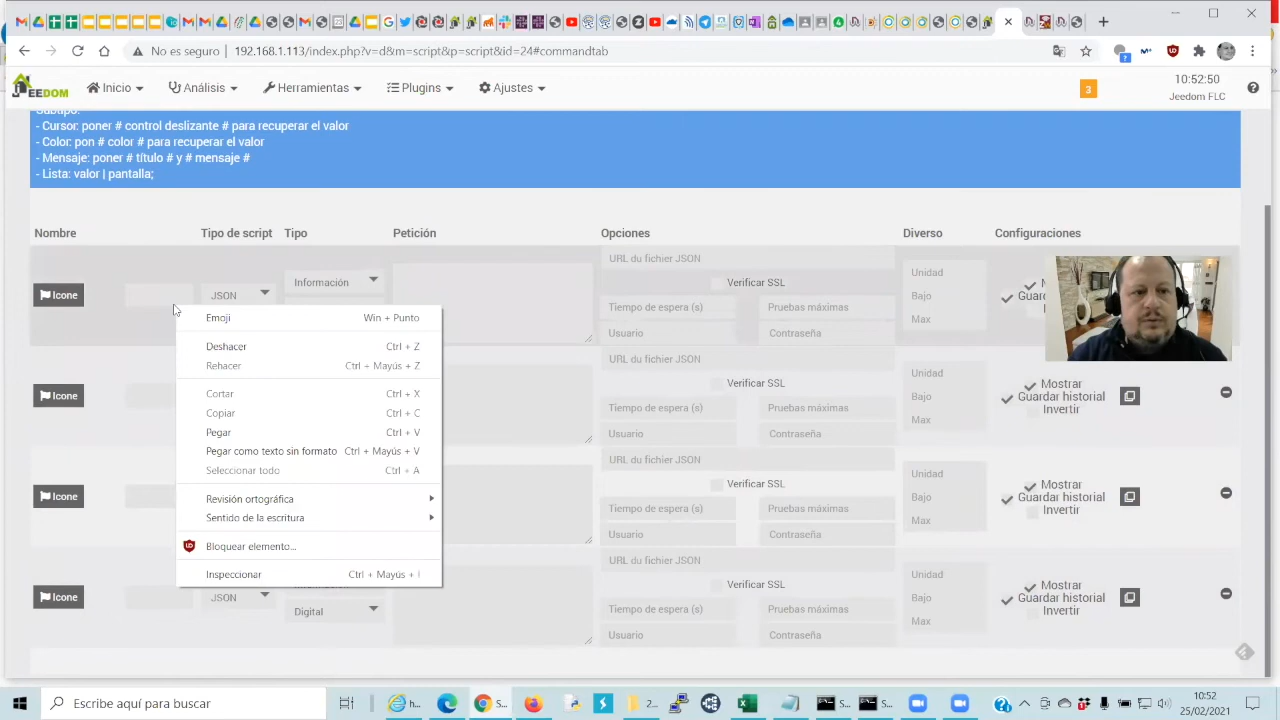 No es seguro | 192.168.1.113/index.php?v=d&m=script&p=script&id=24#commandtab
JEEDOM Inicio Análisis Herramientas Plugins Ajustes 3 10:52:50
Jeedom FLC
- Cursor: poner # control deslizante # para recuperar el valor
- Color: pon # color # para recuperar el valor
- Mensaje: poner # título # y # mensaje #
- Lista: valor | pantalla;
Nombre Tipo de script Tipo Petición Opciones Diverso Configuraciones
Icone JSON Información URL du fichier JSON
Verificar SSL
Tiempo de espera (s) Pruebas máximas
Usuario Contraseña
Unidad
Bajo
Max
Emoji Win + Punto
Deshacer Ctrl + Z
Rehacer Ctrl + Mayús + Z
Cortar Ctrl + X
Copiar Ctrl + C
Pegar Ctrl + V
Pegar como texto sin formato Ctrl + Mayús + V
Seleccionar todo Ctrl + A
Revisión ortográfica
Sentido de la escritura
Bloquear elemento...
Inspeccionar Ctrl + Mayús + I
Icone URL du fichier JSON
Verificar SSL
Tiempo de espera (s) Pruebas máximas
Usuario Contraseña
Unidad
Bajo
Max
Mostrar
Guardar historial
Invertir
Icone URL du fichier JSON
Verificar SSL
Tiempo de espera (s) Pruebas máximas
Usuario Contraseña
Unidad
Bajo
Max
Mostrar
Guardar historial
Invertir
Icone JSON Digital URL du fichier JSON
Verificar SSL
Tiempo de espera (s) Pruebas máximas
Usuario Contraseña
Unidad
Bajo
Max
Mostrar
Guardar historial
Invertir
Escribe aquí para buscar
10:52
25/02/2021